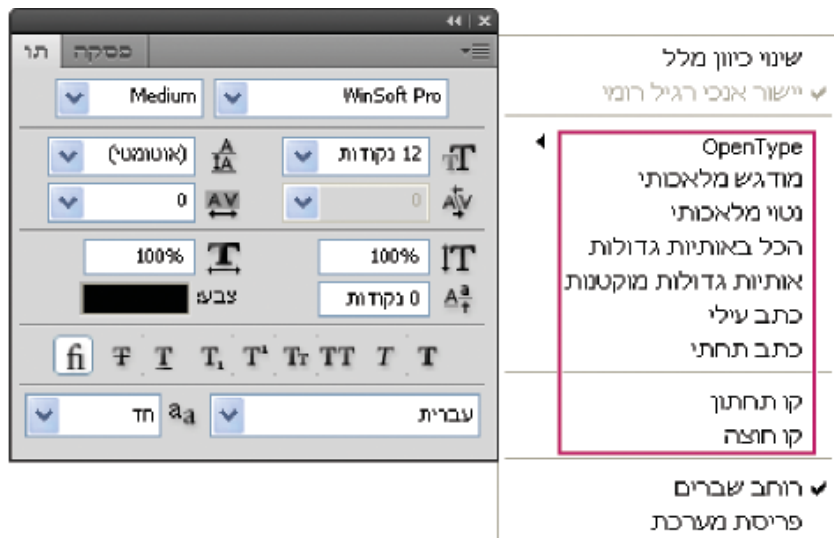 תו
פסקה
WinSoft Pro
Medium
12 נקודות
(אוטומטי)
0
0
100%
100%
0 נקודות
צבע:
עברית
חד
שינוי כיוון מלל
יישור אנכי רגיל רומי
OpenType
מודגש מלאכותי
נטוי מלאכותי
הכל באותיות גדולות
אותיות גדולות מוקטנות
כתב עילי
כתב תחתי
קו תחתון
קו חוצה
רוחב שברים
פריסת מערכת